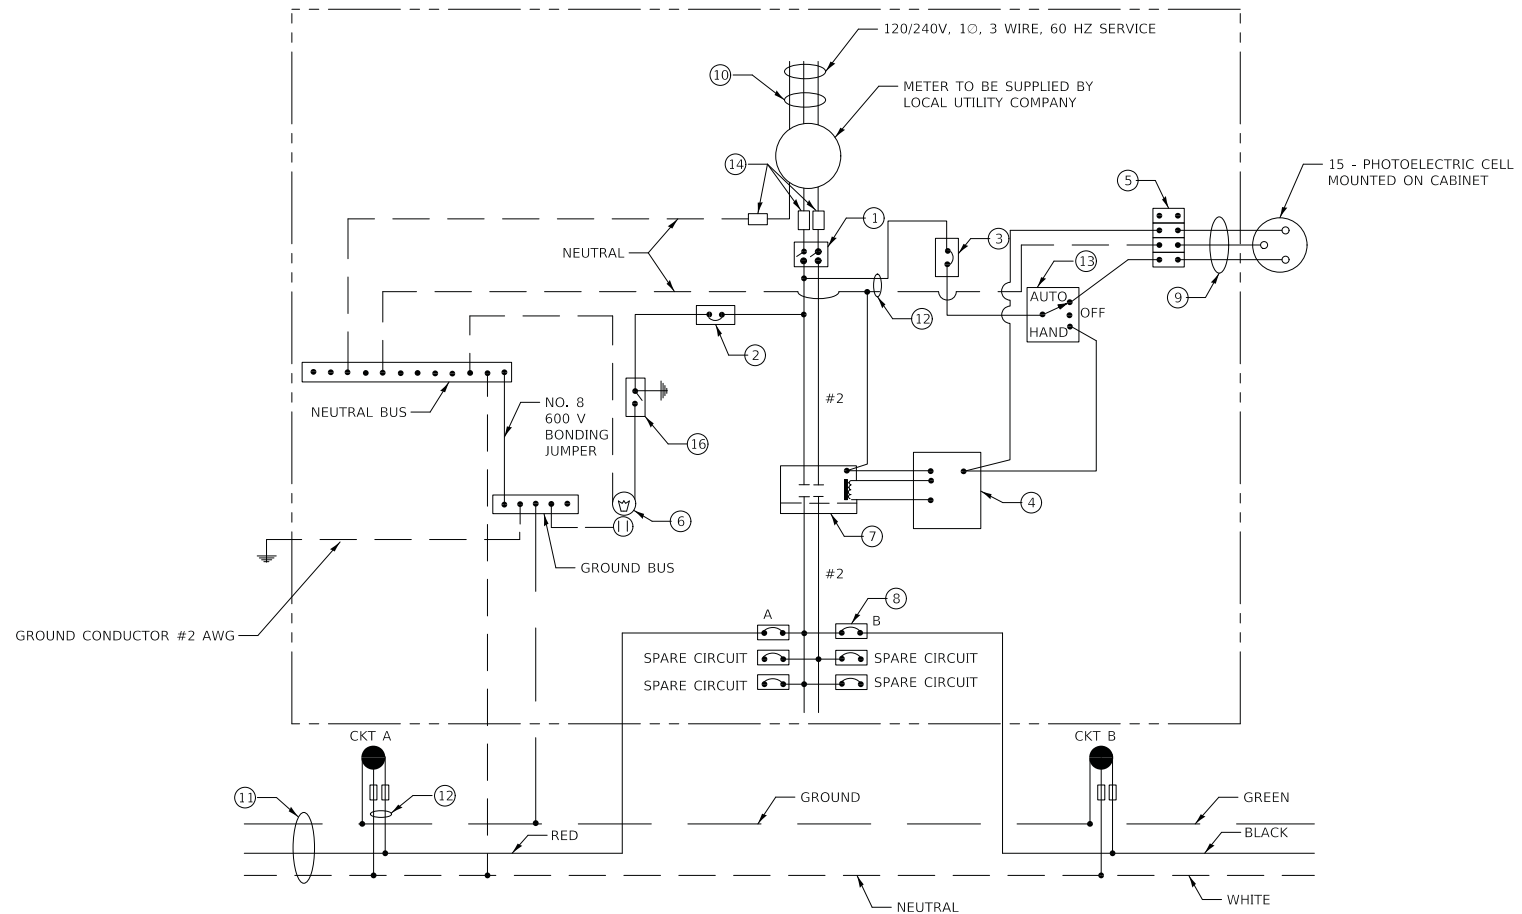 120/240V, 1∅, 3 WIRE, 60 HZ SERVICE
10
METER TO BE SUPPLIED BY
LOCAL UTILITY COMPANY
14
15 - PHOTOELECTRIC CELL
MOUNTED ON CABINET
5
1
3
NEUTRAL
13
9
AUTO
OFF
HAND
12
2
#2
NEUTRAL BUS
NO. 8
600 V
BONDING
JUMPER
16
4
6
7
GROUND BUS
#2
8
GROUND CONDUCTOR #2 AWG
A
B
SPARE CIRCUIT
SPARE CIRCUIT
SPARE CIRCUIT
SPARE CIRCUIT
CKT A
CKT B
11
12
GROUND
GREEN
RED
BLACK
NEUTRAL
WHITE